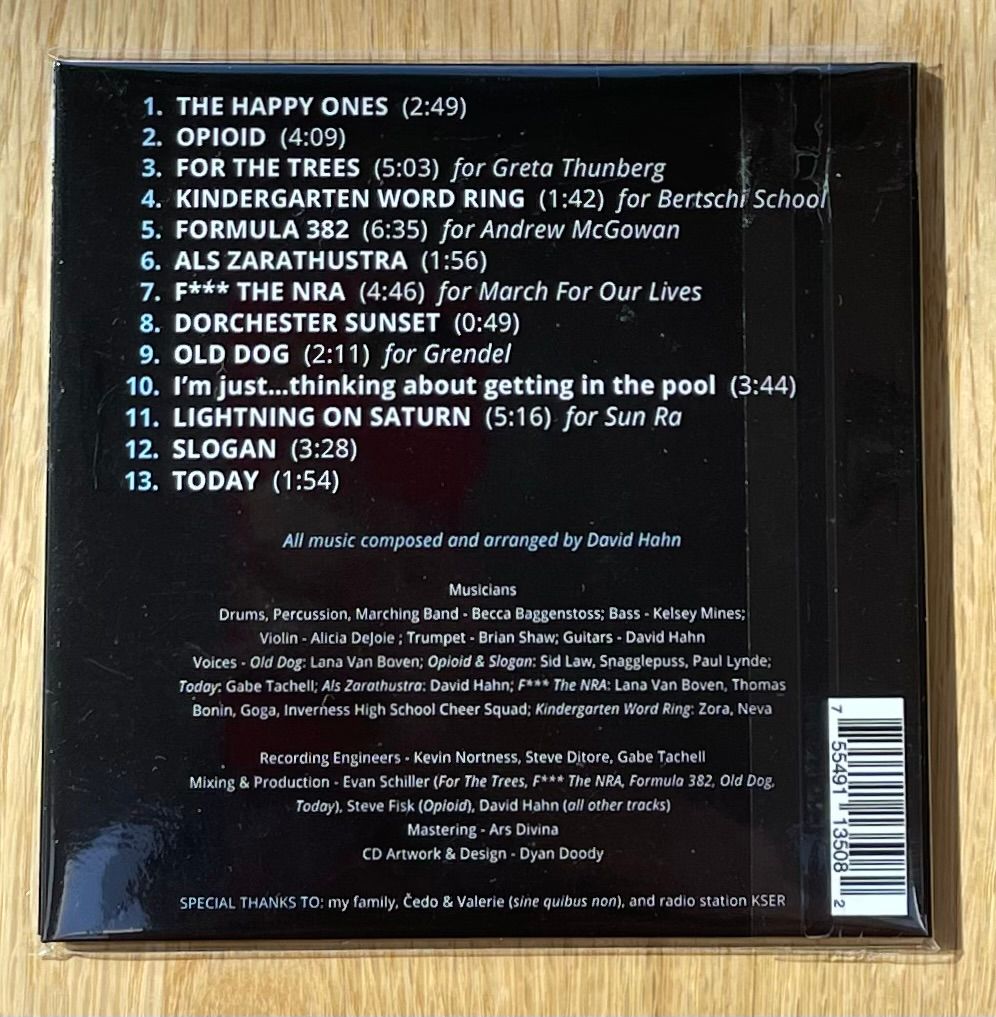 1. THE HAPPY ONES (2:49)
2. OPIOID (4:09)
3. FOR THE TREES (5:03) for Greta Thunberg
4. KINDERGARTEN WORD RING (1:42) for Bertschi School
5. FORMULA 382 (6:35) for Andrew McGowan
6. ALS ZARATHUSTRA (1:56)
7. F*** THE NRA (4:46) for March For Our Lives
8. DORCHESTER SUNSET (0:49)
9. OLD DOG (2:11) for Grendel
10. I'm just...thinking about getting in the pool (3:44)
11. LIGHTNING ON SATURN (5:16) for Sun Ra
12. SLOGAN (3:28)
13. TODAY (1:54)
All music composed and arranged by David Hahn
Musicians
Drums, Percussion, Marching Band - Becca Baggenstoss; Bass - Kelsey Mines;
Violin - Alicia DeJoie ; Trumpet - Brian Shaw; Guitars - David Hahn
Voices - Old Dog: Lana Van Boven; Opioid & Slogan: Sid Law, Snagglepuss, Paul Lynde;
Today: Gabe Tachell; Als Zarathustra: David Hahn; F*** The NRA: Lana Van Boven, Thomas
Bonin, Goga, Inverness High School Cheer Squad; Kindergarten Word Ring: Zora, Neva
Recording Engineers - Kevin Nortness, Steve Ditore, Gabe Tachell
Mixing & Production - Evan Schiller (For The Trees, F*** The NRA, Formula 382, Old Dog,
Today), Steve Fisk (Opioid), David Hahn (all other tracks)
Mastering - Ars Divina
CD Artwork & Design - Dyan Doody
SPECIAL THANKS TO: my family, Čedo & Valerie (sine quibus non), and radio station KSER
7 55491 13508 2